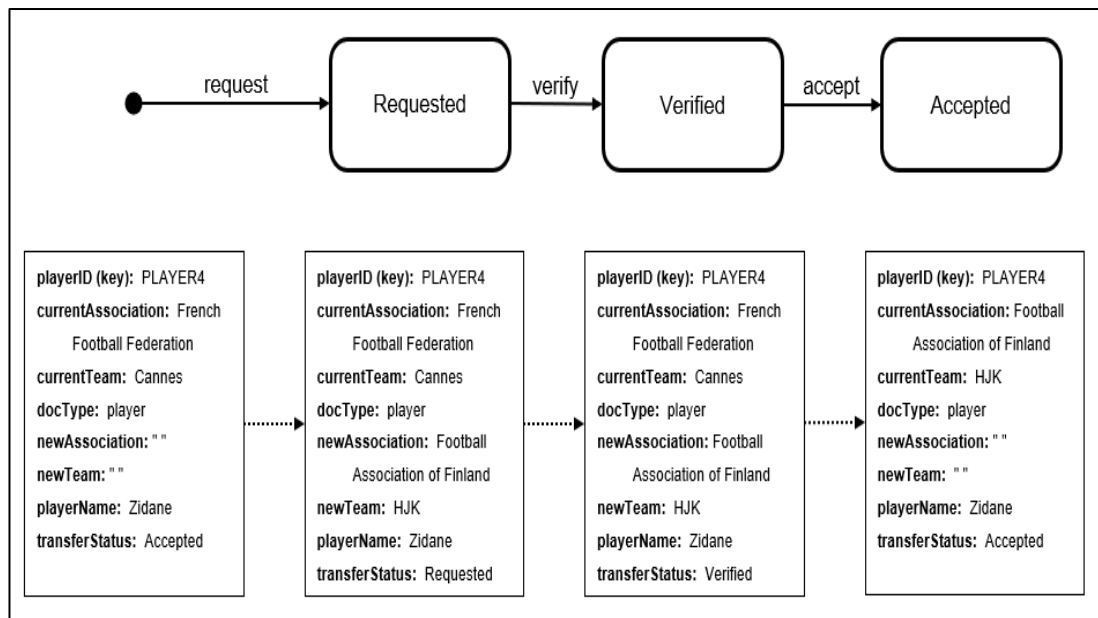 request
Requested
verify
Verified
accept
Accepted
playerID (key): PLAYER4
currentAssociation: French
Football Federation
currentTeam: Cannes
docType: player
newAssociation: " "
newTeam: " "
playerName: Zidane
transferStatus: Accepted
playerID (key): PLAYER4
currentAssociation: French
Football Federation
currentTeam: Cannes
docType: player
newAssociation: Football
Association of Finland
newTeam: HJK
playerName: Zidane
transferStatus: Requested
playerID (key): PLAYER4
currentAssociation: French
Football Federation
currentTeam: Cannes
docType: player
newAssociation: Football
Association of Finland
newTeam: HJK
playerName: Zidane
transferStatus: Verified
playerID (key): PLAYER4
currentAssociation: Football
Association of Finland
currentTeam: HJK
docType: player
newAssociation: " "
newTeam: " "
playerName: Zidane
transferStatus: Accepted